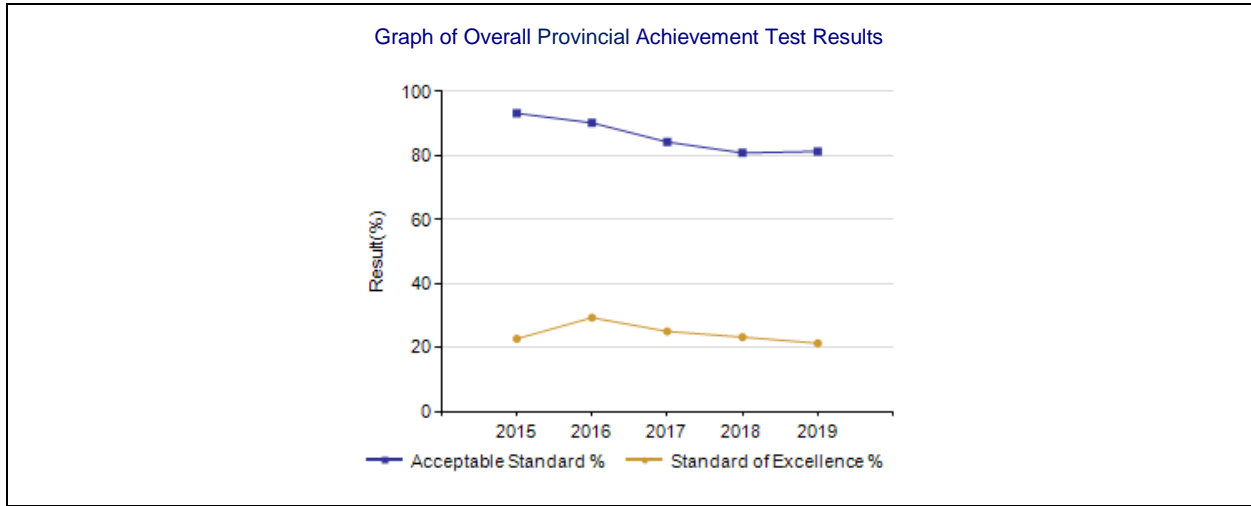 Graph of Overall Provincial Achievement Test Results
100
80
60
40
20
0
Result(%)
2015 2016 2017 2018 2019
Acceptable Standard % Standard of Excellence %